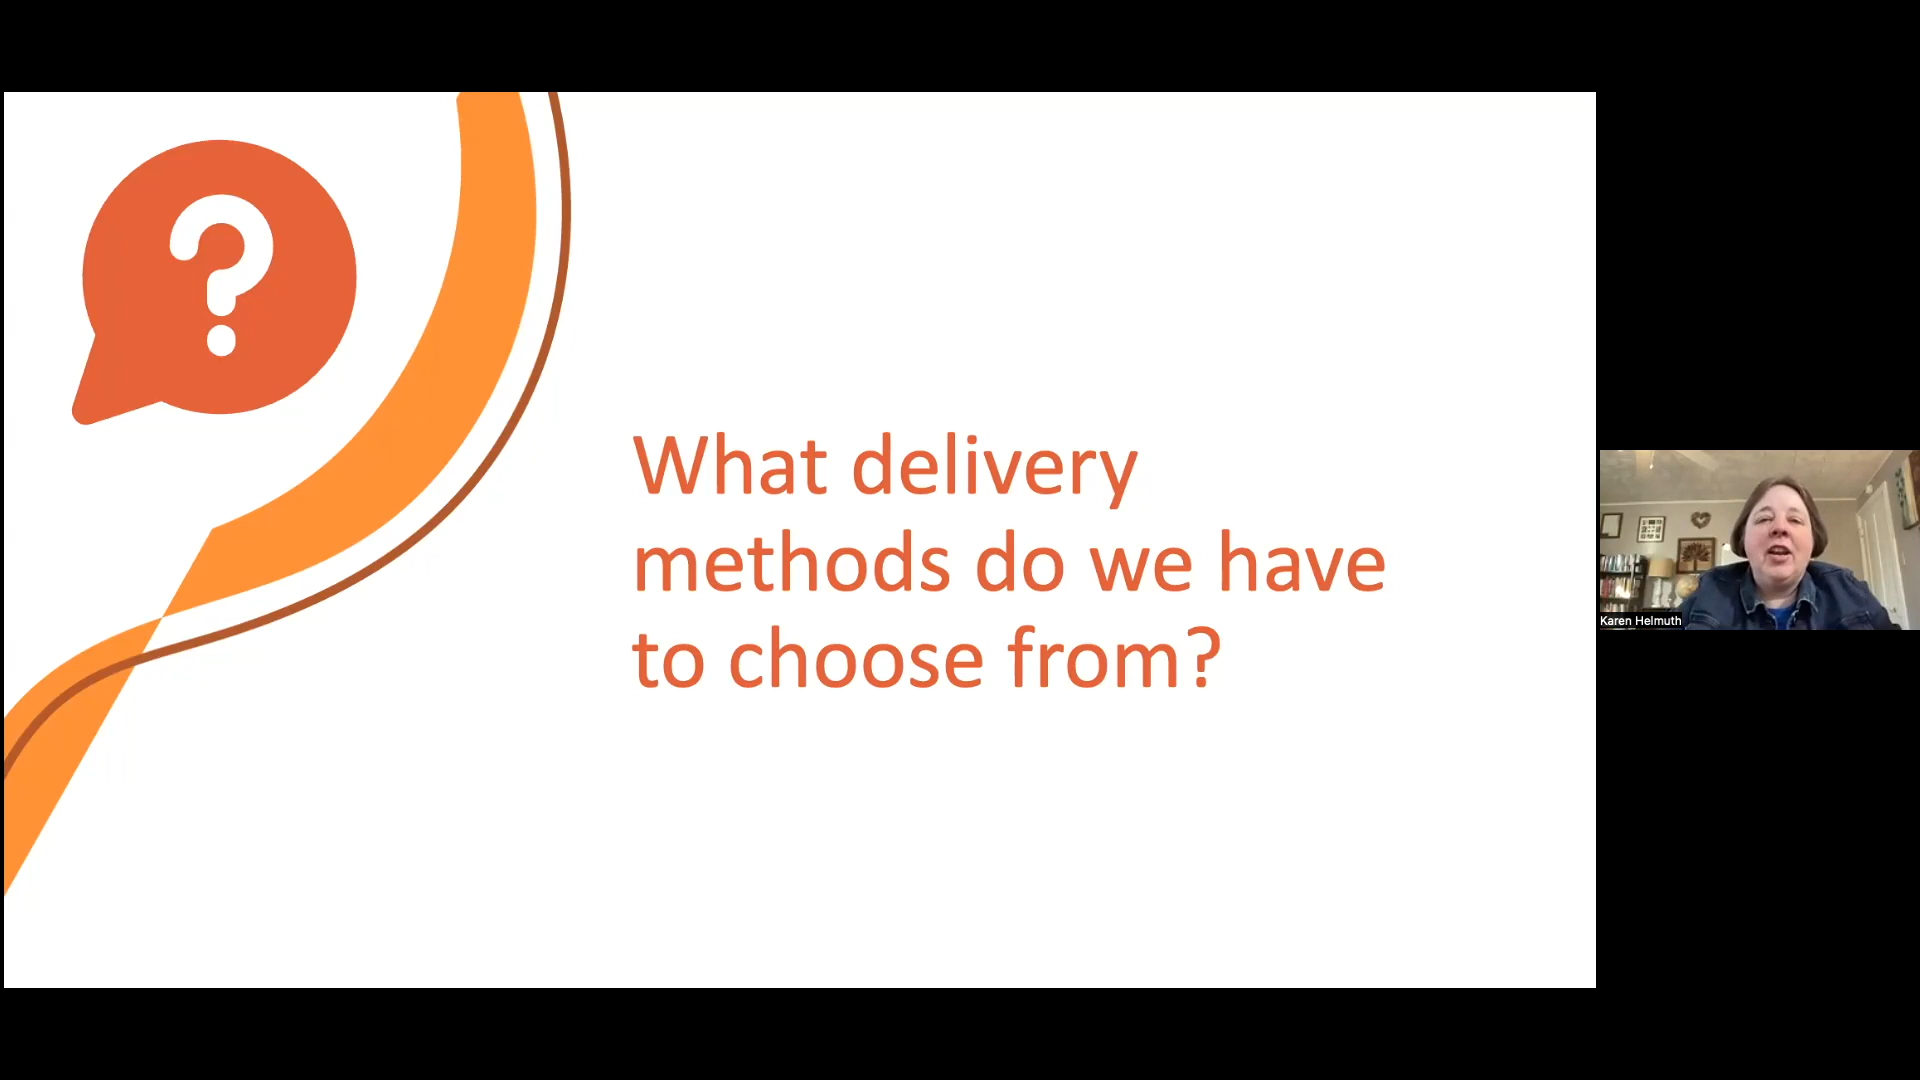 ?
What delivery
methods do we have
to choose from?
Karen Helmuth